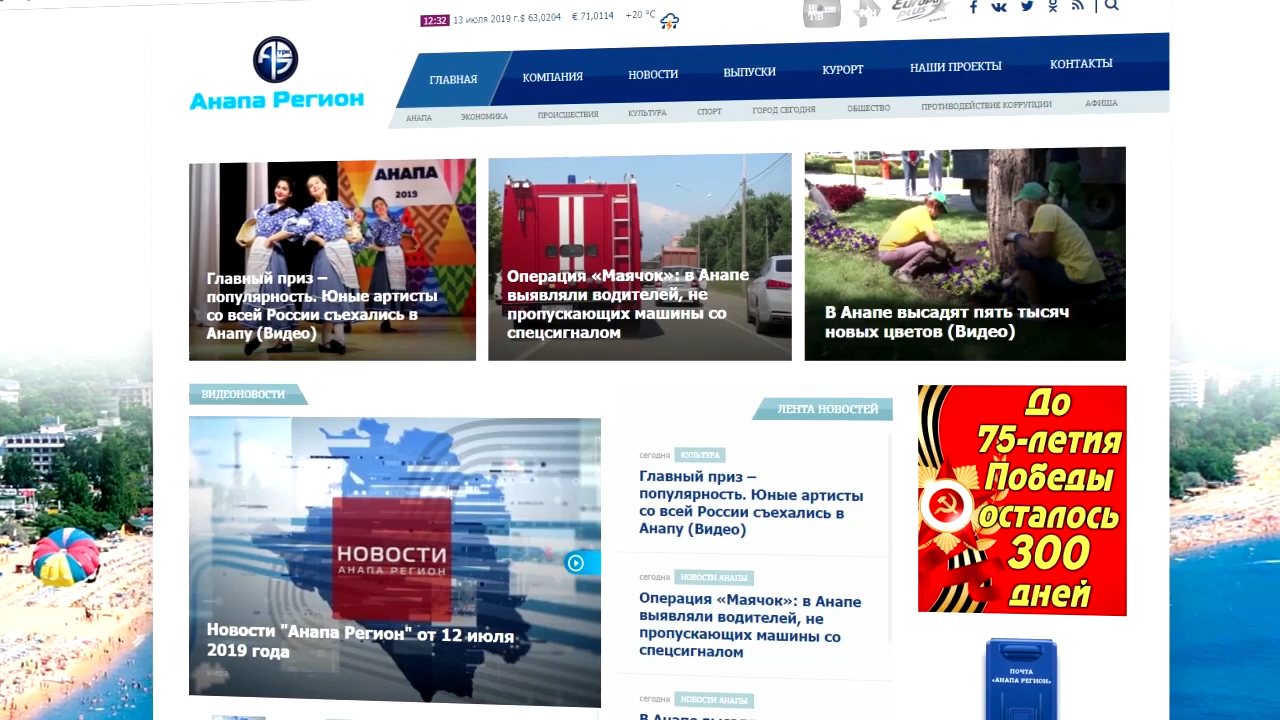 12:32 13 июля 2019 г. $ 63,0204 € 71,0114 +20 °C
АТРК
Анапа Регион
ГЛАВНАЯ КОМПАНИЯ НОВОСТИ ВЫПУСКИ КУРОРТ НАШИ ПРОЕКТЫ КОНТАКТЫ
АНАПА ЭКОНОМИКА ПРОИСШЕСТВИЯ КУЛЬТУРА СПОРТ ГОРОД СЕГОДНЯ ОБЩЕСТВО ПРОТИВОДЕЙСТВИЕ КОРРУПЦИИ АФИША
АНАПА
2019
Главный приз –
популярность. Юные артисты
со всей России съехались в
Анапу (Видео)
Операция «Маячок»: в Анапе
выявляли водителей, не
пропускающих машины со
спецсигналом
В Анапе высадят пять тысяч
новых цветов (Видео)
ВИДЕОНОВОСТИ
НОВОСТИ
АНАПА РЕГИОН
Новости "Анапа Регион" от 12 июля
2019 года
вчера
ЛЕНТА НОВОСТЕЙ
сегодня КУЛЬТУРА
Главный приз –
популярность. Юные артисты
со всей России съехались в
Анапу (Видео)
сегодня НОВОСТИ АНАПЫ
Операция «Маячок»: в Анапе
выявляли водителей, не
пропускающих машины со
спецсигналом
сегодня НОВОСТИ АНАПЫ
До
75-летия
Победы
осталось
300
дней
ПОЧТА
«АНАПА РЕГИОН»